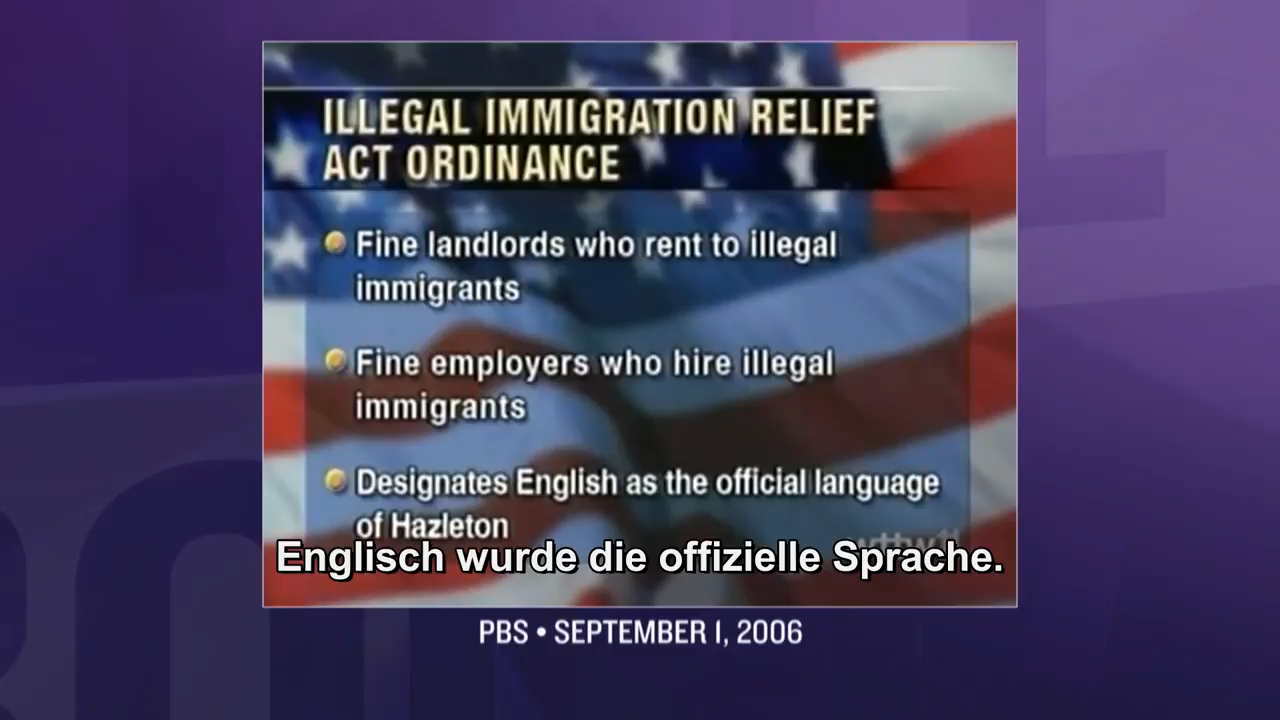 ILLEGAL IMMIGRATION RELIEF
ACT ORDINANCE
Fine landlords who rent to illegal
immigrants
Fine employers who hire illegal
immigrants
Designates English as the official language
of Hazleton
Englisch wurde die offizielle Sprache.
PBS • SEPTEMBER 1, 2006